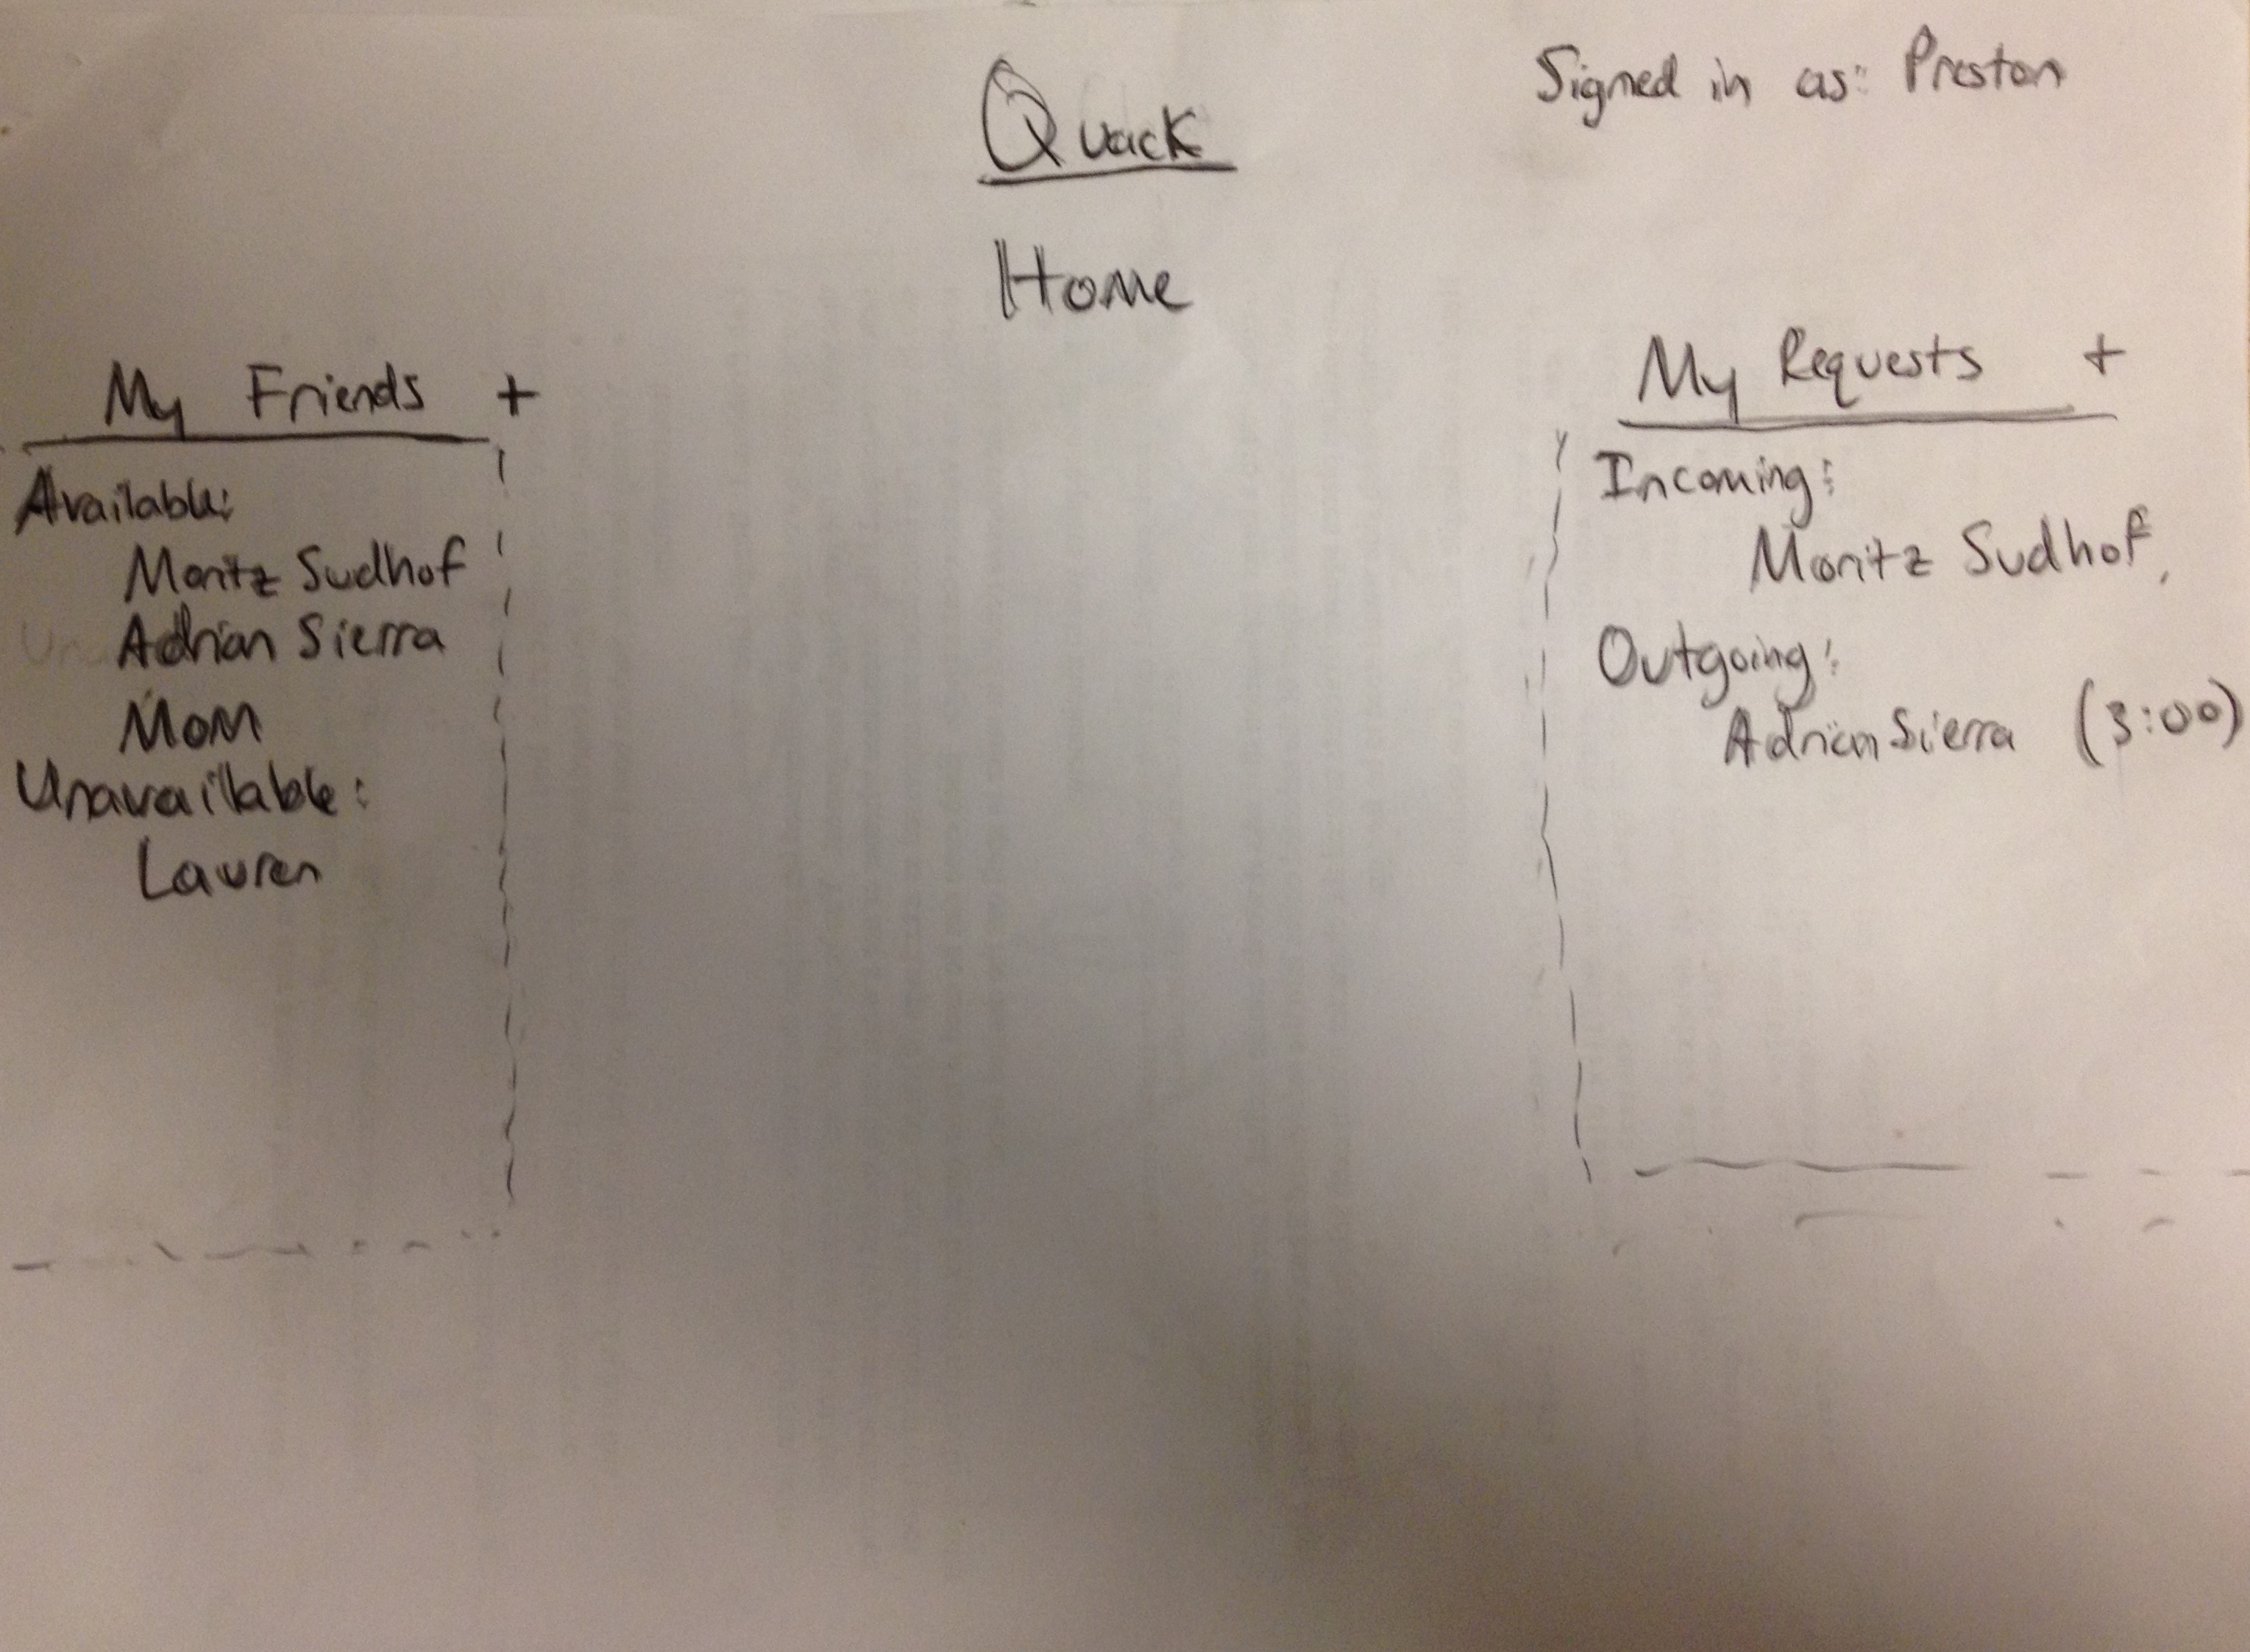 Quack
Signed in as: Preston
Home
My Friends +
Available:
Moritz Sudhof
Adrian Sierra
Mom
Unavailable:
Lauren
My Requests +
Incoming:
Moritz Sudhof
Outgoing:
Adrian Sierra (3:00)